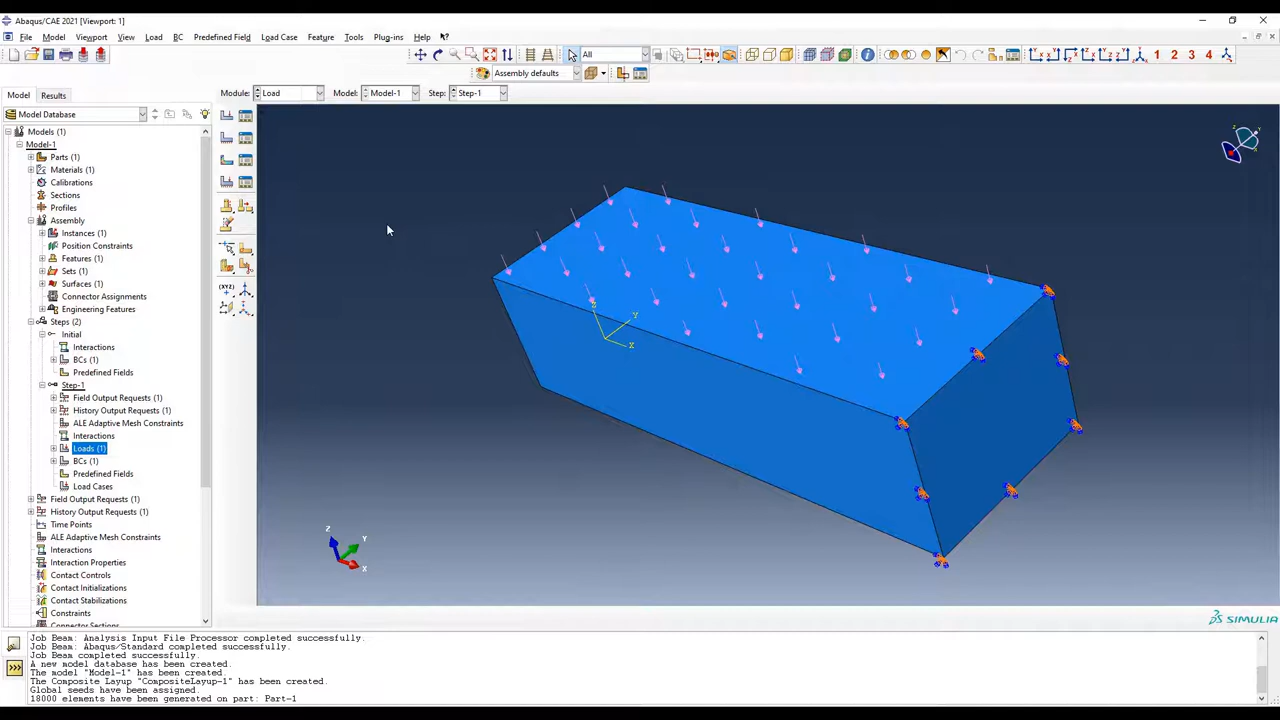 Abaqus/CAE 2021 [Viewport: 1]
File Model Viewport View Load BC Predefined Field Load Case Feature Tools Plug-ins Help
All 1 2 3 4
Assembly defaults
Model Results Module: Load Model: Model-1 Step: Step-1
Model Database
Models (1)
Model-1
Parts (1)
Materials (1)
Calibrations
Sections
Profiles
Assembly
Instances (1)
Position Constraints
Features (1)
Sets (1)
Surfaces (1)
Connector Assignments
Engineering Features
Steps (2)
Initial
Interactions
BCs (1)
Predefined Fields
Step-1
Field Output Requests (1)
History Output Requests (1)
ALE Adaptive Mesh Constraints
Interactions
Loads (1)
BCs (1)
Predefined Fields
Load Cases
Field Output Requests (1)
History Output Requests (1)
Time Points
ALE Adaptive Mesh Constraints
Interactions
Interaction Properties
Contact Controls
Contact Initializations
Contact Stabilizations
Constraints
Connector Sections
(XYZ)
Z
Y
X
Z
Y
X
SIMULIA
Job Beam: Analysis Input File Processor completed successfully.
Job Beam: Abaqus/Standard completed successfully.
Job Beam completed successfully.
A new model database has been created.
The model "Model-1" has been created.
The Composite Layup "CompositeLayup-1" has been created.
Global seeds have been assigned.
18000 elements have been generated on part: Part-1